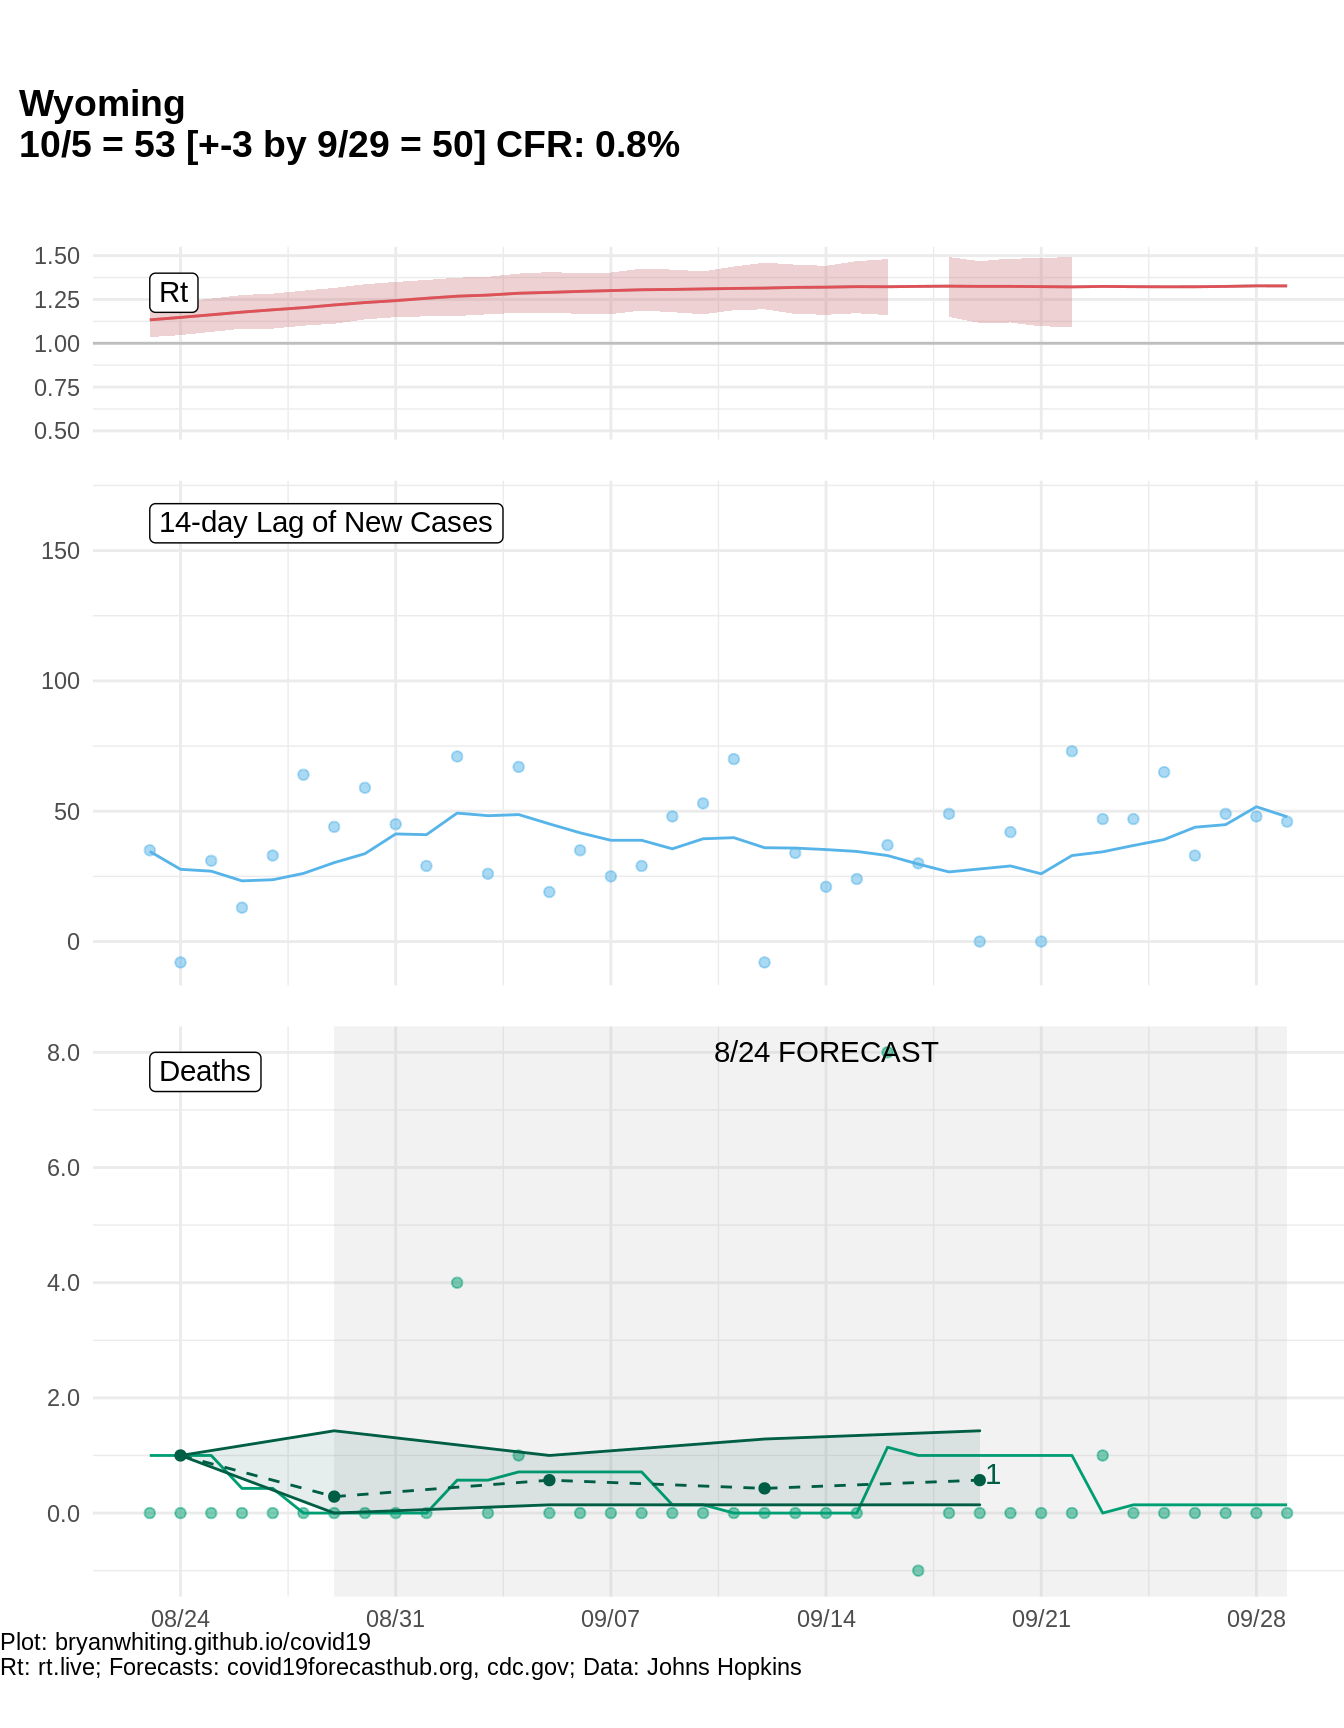 Wyoming
10/5 = 53 [+-3 by 9/29 = 50] CFR: 0.8%
1.50
Rt
1.25
1.00
0.75
0.50
14-day Lag of New Cases
150
100
50
0
8.0
8/24 FORECAST
Deaths
6.0
4.0
2.0
1
0.0
08/24 08/31 09/07 09/14 09/21 09/28
Plot: bryanwhiting.github.io/covid19
Rt: rt.live; Forecasts: covid19forecasthub.org, cdc.gov; Data: Johns Hopkins